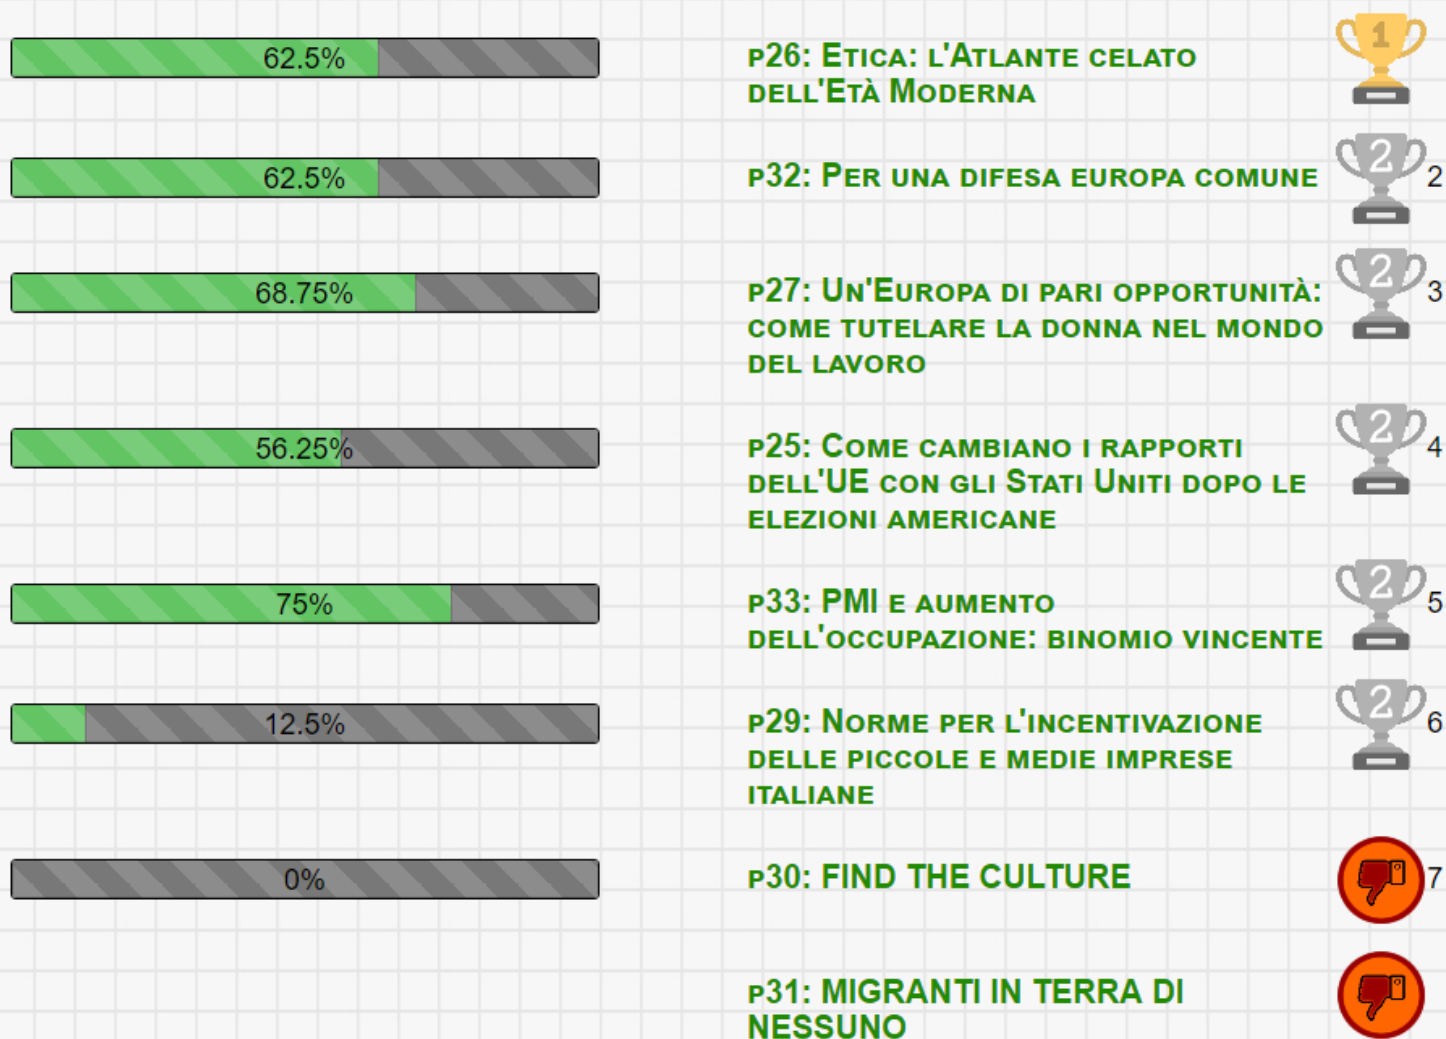 62.5%
p26: Etica: l'Atlante celato
dell'Età Moderna
1
62.5%
p32: Per una difesa europa comune
2
2
68.75%
p27: Un'Europa di pari opportunità:
come tutelare la donna nel mondo
del lavoro
2
3
56.25%
p25: Come cambiano i rapporti
dell'UE con gli Stati Uniti dopo le
elezioni americane
2
4
75%
p33: PMI e aumento
dell'occupazione: binomio vincente
2
5
12.5%
p29: Norme per l'incentivazione
delle piccole e medie imprese
italiane
2
6
0%
p30: FIND THE CULTURE
7
p31: MIGRANTI IN TERRA DI
NESSUNO